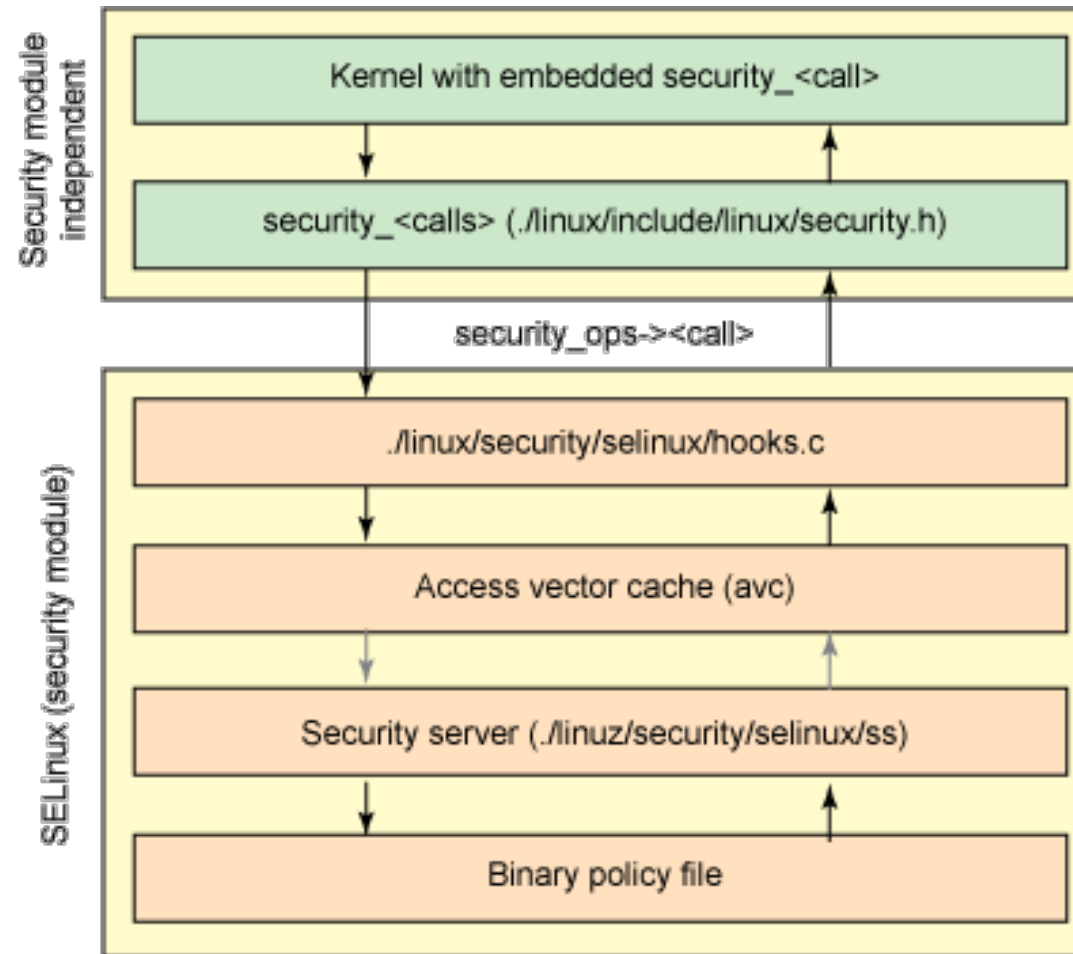 Security module
independent
Kernel with embedded security_<call>
security_<calls> (./linux/include/linux/security.h)
security_ops-><call>
SELinux (security module)
./linux/security/selinux/hooks.c
Access vector cache (avc)
Security server (./linuz/security/selinux/ss)
Binary policy file